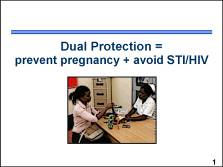 Dual Protection =
prevent pregnancy + avoid STI/HIV
1